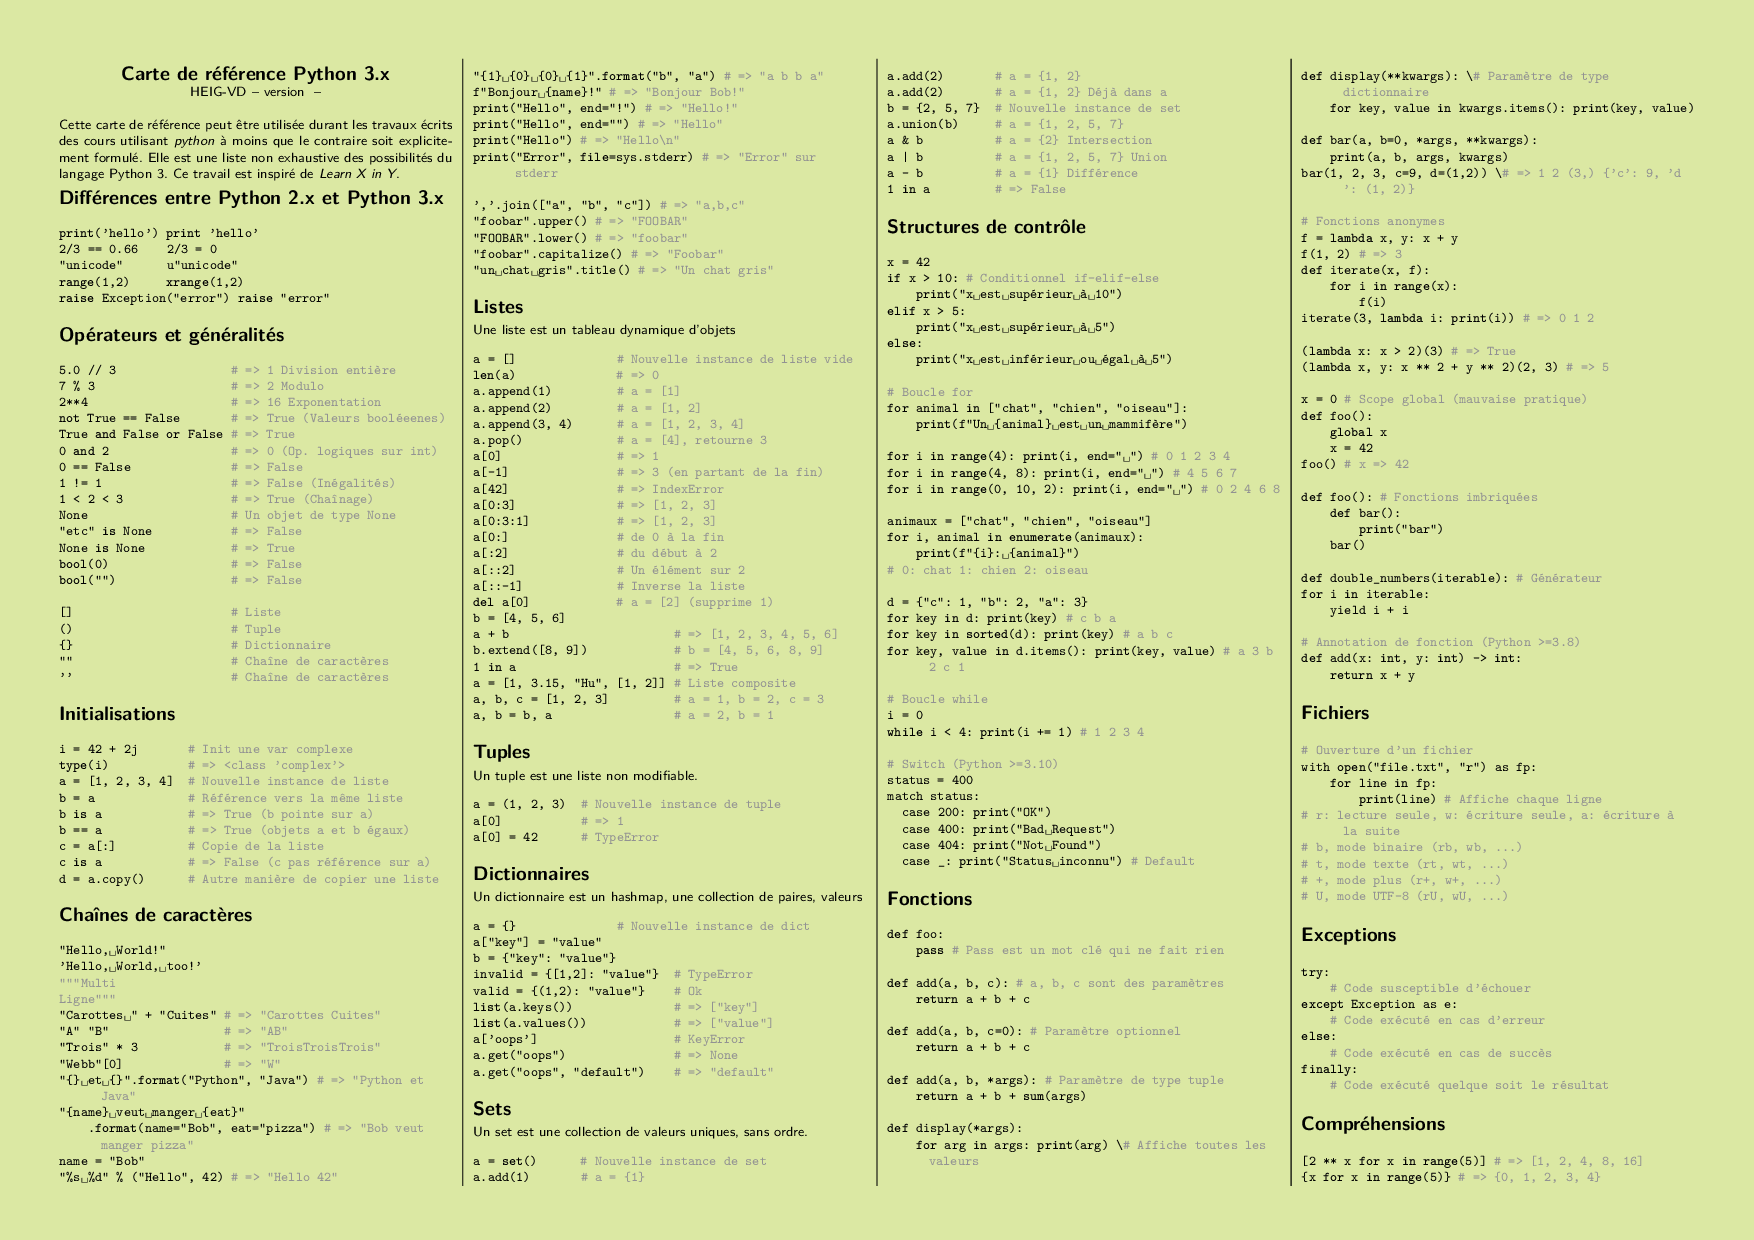 Carte de référence Python 3.x
HEIG-VD – version –
Cette carte de référence peut être utilisée durant les travaux écrits
des cours utilisant python à moins que le contraire soit explicite-
ment formulé. Elle est une liste non exhaustive des possibilités du
langage Python 3. Ce travail est inspiré de Learn X in Y.
Différences entre Python 2.x et Python 3.x
print('hello') print 'hello'
2/3 == 0.66    2/3 = 0
"unicode"      u"unicode"
range(1,2)     xrange(1,2)
raise Exception("error") raise "error"
Opérateurs et généralités
5.0 // 3                # => 1 Division entière
7 % 3                   # => 2 Modulo
2**4                    # => 16 Exponentation
not True == False       # => True (Valeurs booléeenes)
True and False or False # => True
0 and 2                 # => 0 (Op. logiques sur int)
0 == False              # => False
1 != 1                  # => False (Inégalités)
1 < 2 < 3               # => True (Chaînage)
None                    # Un objet de type None
"etc" is None           # => False
None is None            # => True
bool(0)                 # => False
bool("")                # => False
[]                      # Liste
()                      # Tuple
{}                      # Dictionnaire
""                      # Chaîne de caractères
''                      # Chaîne de caractères
Initialisations
i = 42 + 2j       # Init une var complexe
type(i)           # => <class 'complex'>
a = [1, 2, 3, 4]  # Nouvelle instance de liste
b = a             # Référence vers la même liste
b is a            # => True (b pointe sur a)
b == a            # => True (objets a et b égaux)
c = a[:]          # Copie de la liste
c is a            # => False (c pas référence sur a)
d = a.copy()      # Autre manière de copier une liste
Chaînes de caractères
"Hello,␣World!"
'Hello,␣World,␣too!'
"""Multi
Ligne"""
"Carottes␣" + "Cuites" # => "Carottes Cuites"
"A" "B"                # => "AB"
"Trois" * 3            # => "TroisTroisTrois"
"Webb"[0]              # => "W"
"{}␣et␣{}".format("Python", "Java") # => "Python et
Java"
"{name}␣veut␣manger␣{eat}"
    .format(name="Bob", eat="pizza") # => "Bob veut
manger pizza"
name = "Bob"
"%s␣%d" % ("Hello", 42) # => "Hello 42"
"{1}␣{0}␣{0}␣{1}".format("b", "a") # => "a b b a"
f"Bonjour␣{name}!" # => "Bonjour Bob!"
print("Hello", end="!") # => "Hello!"
print("Hello", end="") # => "Hello"
print("Hello") # => "Hello\n"
print("Error", file=sys.stderr) # => "Error" sur
stderr
','.join(["a", "b", "c"]) # => "a,b,c"
"foobar".upper() # => "FOOBAR"
"FOOBAR".lower() # => "foobar"
"foobar".capitalize() # => "Foobar"
"un␣chat␣gris".title() # => "Un chat gris"
Listes
Une liste est un tableau dynamique d'objets
a = []              # Nouvelle instance de liste vide
len(a)              # => 0
a.append(1)         # a = [1]
a.append(2)         # a = [1, 2]
a.append(3, 4)      # a = [1, 2, 3, 4]
a.pop()             # a = [4], retourne 3
a[0]                # => 1
a[-1]               # => 3 (en partant de la fin)
a[42]               # => IndexError
a[0:3]              # => [1, 2, 3]
a[0:3:1]            # => [1, 2, 3]
a[0:]               # de 0 à la fin
a[:2]               # du début à 2
a[::2]              # Un élément sur 2
a[::-1]             # Inverse la liste
del a[0]            # a = [2] (supprime 1)
b = [4, 5, 6]
a + b                       # => [1, 2, 3, 4, 5, 6]
b.extend([8, 9])            # b = [4, 5, 6, 8, 9]
1 in a                      # => True
a = [1, 3.15, "Hu", [1, 2]] # Liste composite
a, b, c = [1, 2, 3]         # a = 1, b = 2, c = 3
a, b = b, a                 # a = 2, b = 1
Tuples
Un tuple est une liste non modifiable.
a = (1, 2, 3)  # Nouvelle instance de tuple
a[0]           # => 1
a[0] = 42      # TypeError
Dictionnaires
Un dictionnaire est un hashmap, une collection de paires, valeurs
a = {}              # Nouvelle instance de dict
a["key"] = "value"
b = {"key": "value"}
invalid = {[1,2]: "value"}  # TypeError
valid = {(1,2): "value"}    # Ok
list(a.keys())              # => ["key"]
list(a.values())            # => ["value"]
a['oops']                   # KeyError
a.get("oops")               # => None
a.get("oops", "default")    # => "default"
Sets
Un set est une collection de valeurs uniques, sans ordre.
a = set()      # Nouvelle instance de set
a.add(1)       # a = {1}
a.add(2)       # a = {1, 2}
a.add(2)       # a = {1, 2} Déjà dans a
b = {2, 5, 7}  # Nouvelle instance de set
a.union(b)     # a = {1, 2, 5, 7}
a & b          # a = {2} Intersection
a | b          # a = {1, 2, 5, 7} Union
a - b          # a = {1} Différence
1 in a         # => False
Structures de contrôle
x = 42
if x > 10: # Conditionnel if-elif-else
    print("x␣est␣supérieur␣à␣10")
elif x > 5:
    print("x␣est␣supérieur␣à␣5")
else:
    print("x␣est␣inférieur␣ou␣égal␣à␣5")
# Boucle for
for animal in ["chat", "chien", "oiseau"]:
    print(f"Un␣{animal}␣est␣un␣mammifère")
for i in range(4): print(i, end="␣") # 0 1 2 3 4
for i in range(4, 8): print(i, end="␣") # 4 5 6 7
for i in range(0, 10, 2): print(i, end="␣") # 0 2 4 6 8
animaux = ["chat", "chien", "oiseau"]
for i, animal in enumerate(animaux):
    print(f"{i}:␣{animal}")
# 0: chat 1: chien 2: oiseau
d = {"c": 1, "b": 2, "a": 3}
for key in d: print(key) # c b a
for key in sorted(d): print(key) # a b c
for key, value in d.items(): print(key, value) # a 3 b
2 c 1
# Boucle while
i = 0
while i < 4: print(i += 1) # 1 2 3 4
# Switch (Python >=3.10)
status = 400
match status:
  case 200: print("OK")
  case 400: print("Bad␣Request")
  case 404: print("Not␣Found")
  case _: print("Status␣inconnu") # Default
Fonctions
def foo:
    pass # Pass est un mot clé qui ne fait rien
def add(a, b, c): # a, b, c sont des paramètres
    return a + b + c
def add(a, b, c=0): # Paramètre optionnel
    return a + b + c
def add(a, b, *args): # Paramètre de type tuple
    return a + b + sum(args)
def display(*args):
    for arg in args: print(arg) \# Affiche toutes les
valeurs
def display(**kwargs): \# Paramètre de type
dictionnaire
    for key, value in kwargs.items(): print(key, value)
def bar(a, b=0, *args, **kwargs):
    print(a, b, args, kwargs)
bar(1, 2, 3, c=9, d=(1,2)) \# => 1 2 (3,) {'c': 9, 'd
': (1, 2)}
# Fonctions anonymes
f = lambda x, y: x + y
f(1, 2) # => 3
def iterate(x, f):
    for i in range(x):
        f(i)
iterate(3, lambda i: print(i)) # => 0 1 2
(lambda x: x > 2)(3) # => True
(lambda x, y: x ** 2 + y ** 2)(2, 3) # => 5
x = 0 # Scope global (mauvaise pratique)
def foo():
    global x
    x = 42
foo() # x => 42
def foo(): # Fonctions imbriquées
    def bar():
        print("bar")
    bar()
def double_numbers(iterable): # Générateur
for i in iterable:
    yield i + i
# Annotation de fonction (Python >=3.8)
def add(x: int, y: int) -> int:
    return x + y
Fichiers
# Ouverture d'un fichier
with open("file.txt", "r") as fp:
    for line in fp:
        print(line) # Affiche chaque ligne
# r: lecture seule, w: écriture seule, a: écriture à
la suite
# b, mode binaire (rb, wb, ...)
# t, mode texte (rt, wt, ...)
# +, mode plus (r+, w+, ...)
# U, mode UTF-8 (rU, wU, ...)
Exceptions
try:
    # Code susceptible d'échouer
except Exception as e:
    # Code exécuté en cas d'erreur
else:
    # Code exécuté en cas de succès
finally:
    # Code exécuté quelque soit le résultat
Compréhensions
[2 ** x for x in range(5)] # => [1, 2, 4, 8, 16]
{x for x in range(5)} # => {0, 1, 2, 3, 4}